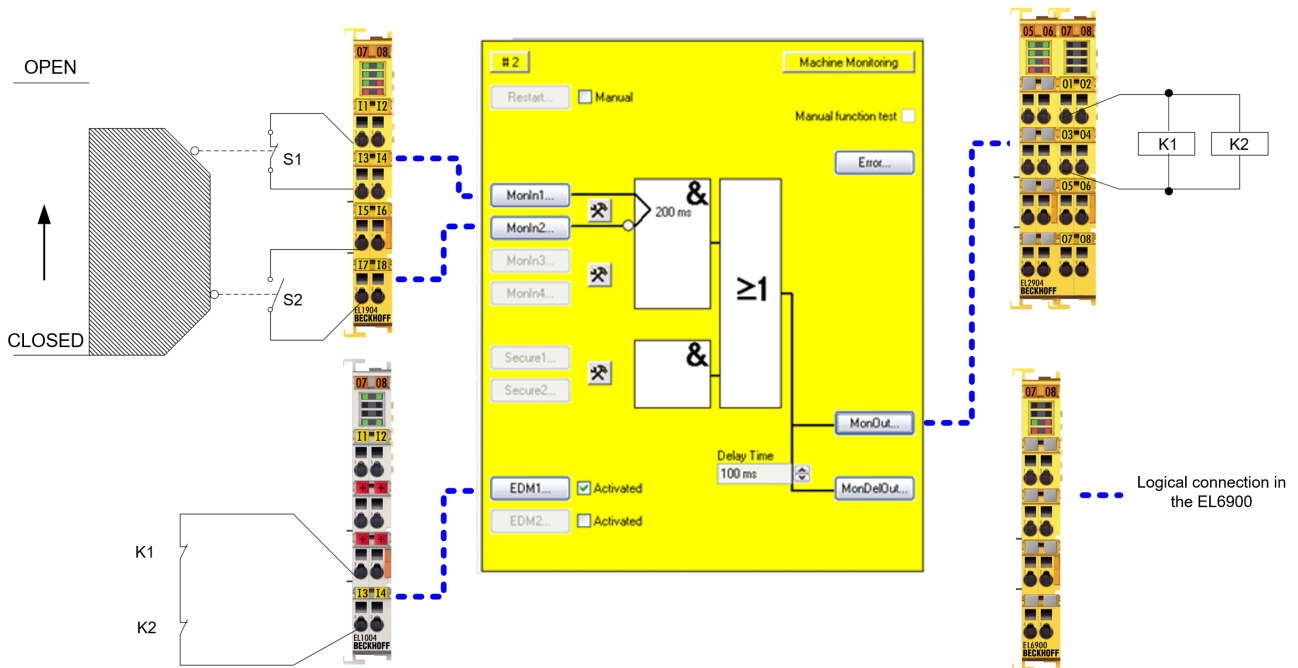 OPEN
CLOSED
S1
S2
07 08
I1 I2
I3 I4
I5 I6
I7 I8
EL1904
BECKHOFF
07 08
I1 I2
I3 I4
EL1004
BECKHOFF
K1
K2
# 2
Machine Monitoring
Restart...
Manual
Manual function test
Error...
MonIn1...
MonIn2...
MonIn3...
MonIn4...
&
200 ms
≥1
Secure1...
Secure2...
&
MonOut...
Delay Time
100 ms
MonDelOut...
EDM1...
Activated
EDM2...
Activated
05 06 07 08
01 02
03 04
05 06
07 08
EL2904
BECKHOFF
K1
K2
07 08
EL6900
BECKHOFF
Logical connection in
the EL6900